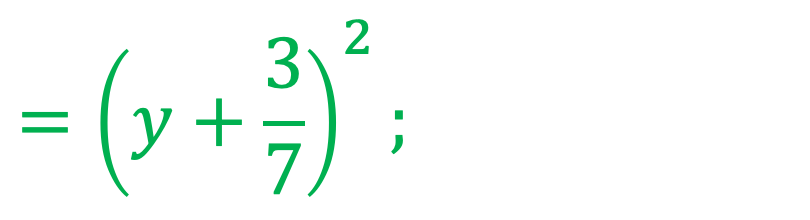 = (y + 3/7)² ;